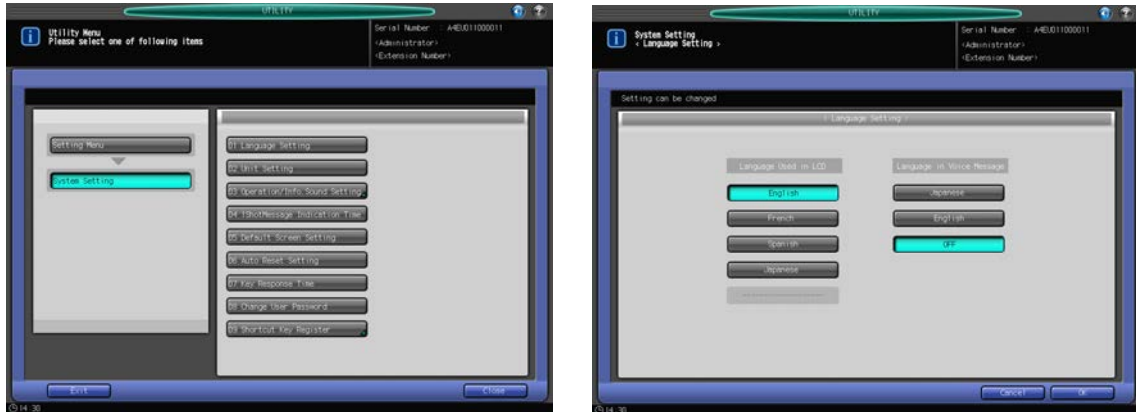 UTILITY
Utility Menu
Please select one of following items
Serial Number : A4EU011000011
<Administrator>
<Extension Number>
Setting Menu
System Setting
01 Language Setting
02 Unit Setting
03 Operation/Info.Sound Setting
04 1ShotMessage Indication Time
05 Default Screen Setting
06 Auto Reset Setting
07 Key Response Time
08 Change User Password
09 Shortcut Key Register
Exit
Close
14:30
UTILITY
System Setting
< Language Setting >
Serial Number : A4EU011000011
<Administrator>
<Extension Number>
Setting can be changed
< Language Setting >
Language Used in LCD
Language in Voice Message
English
Japanese
French
English
Spanish
OFF
Japanese
Cancel
OK
14:30